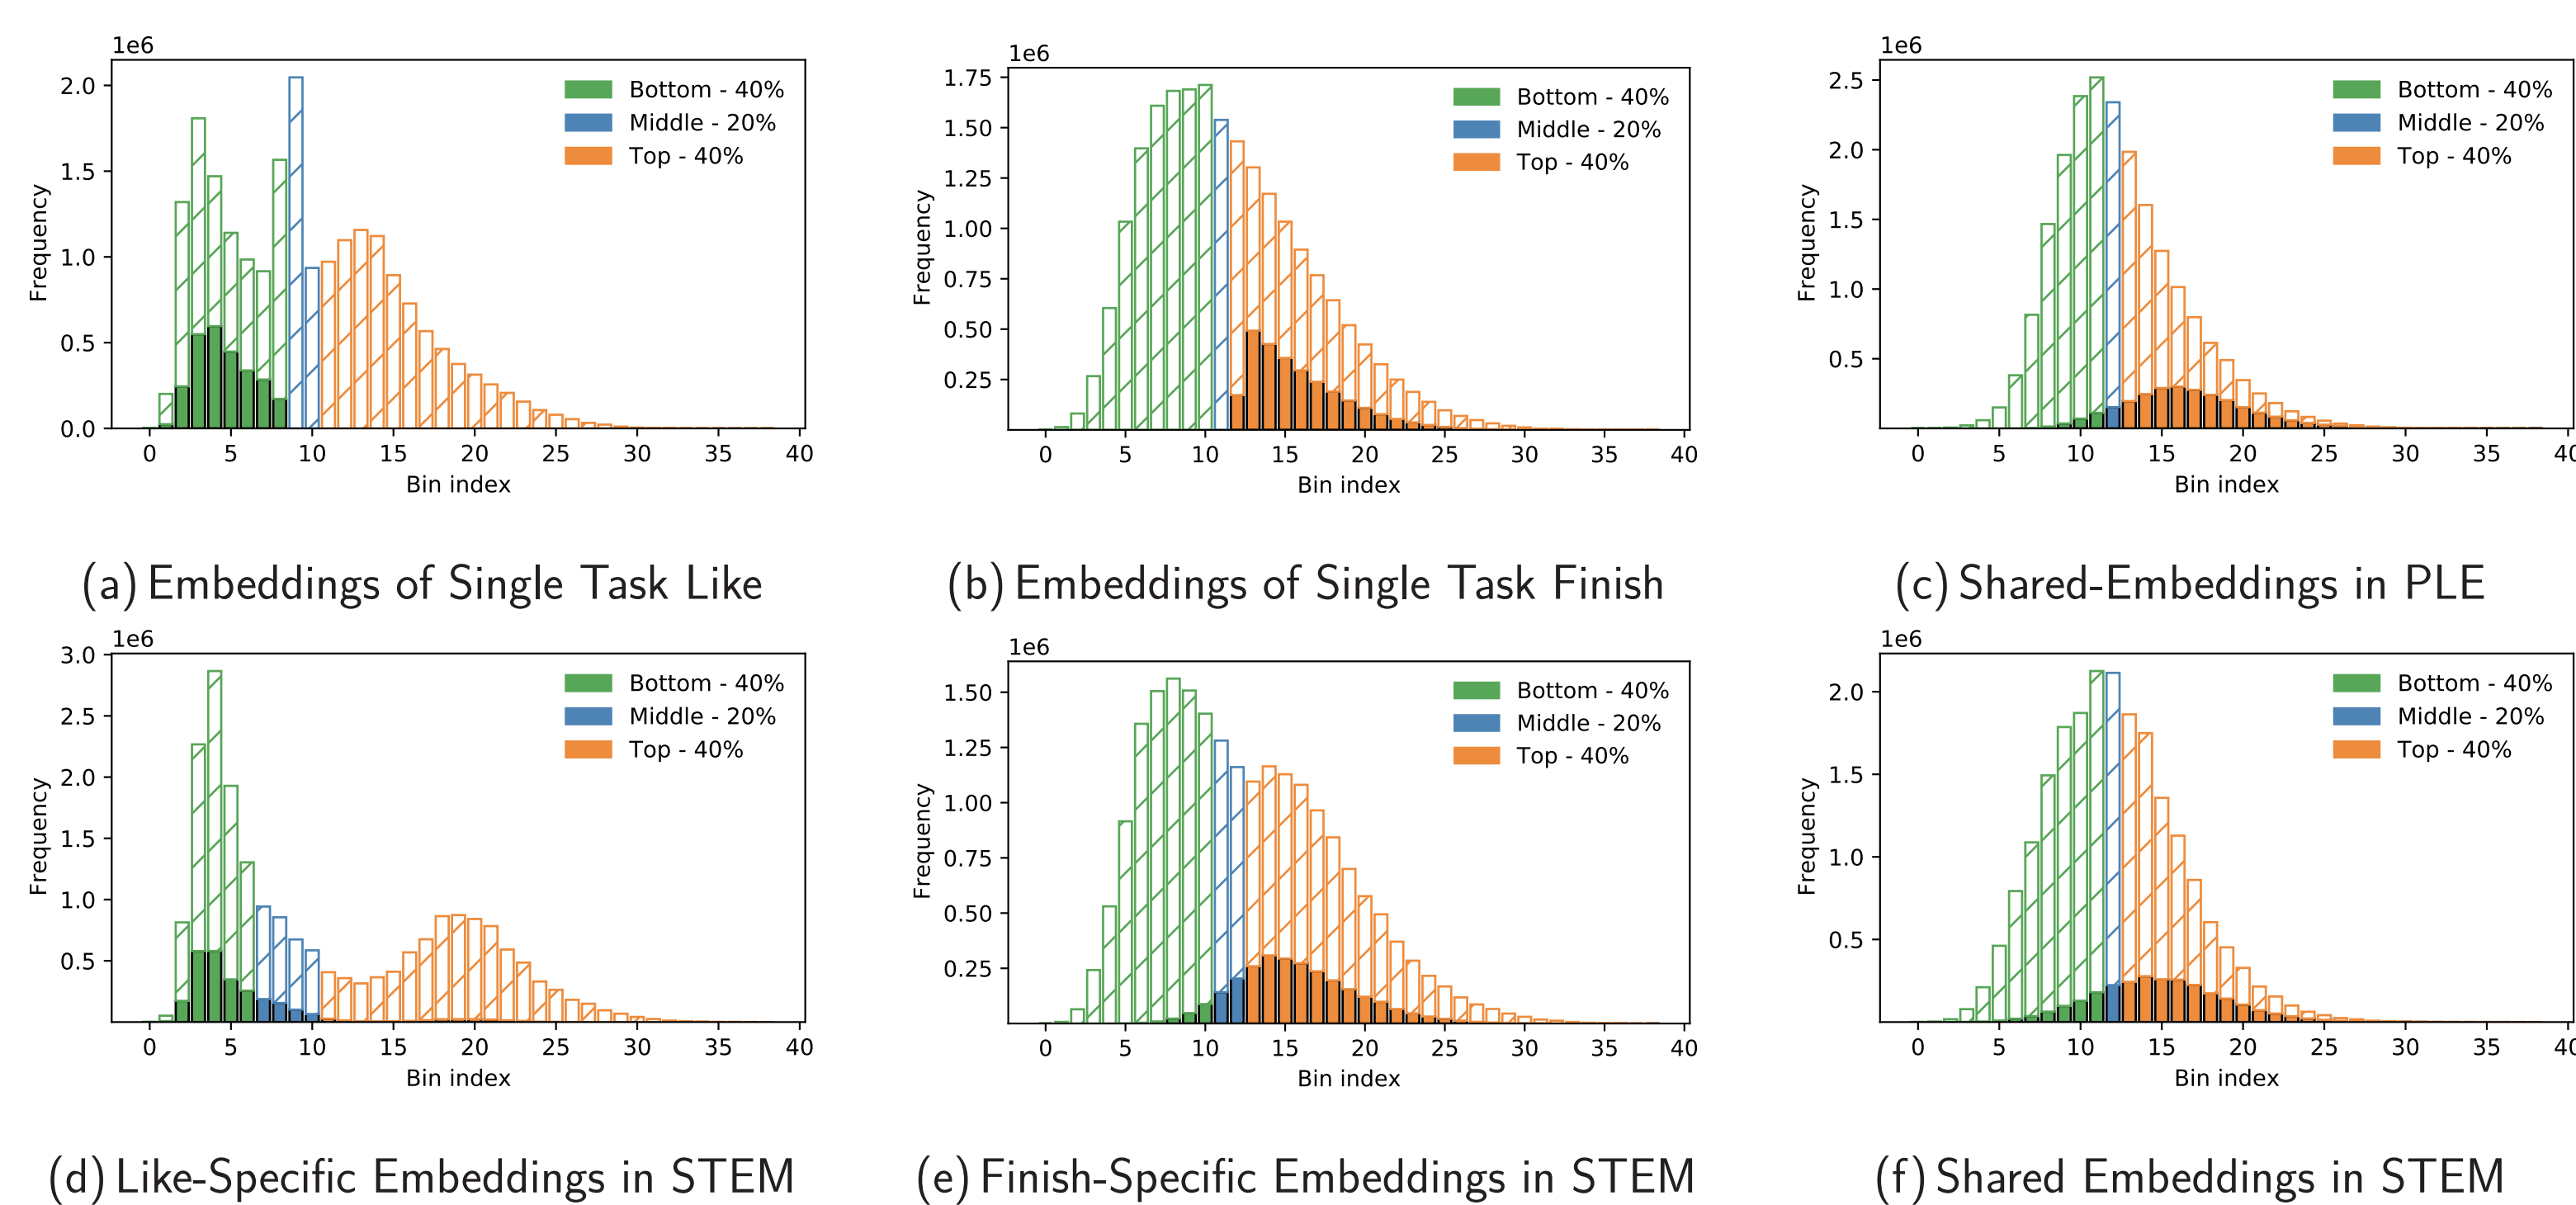 1e6
2.0
1.5
1.0
0.5
0.0
Frequency
Bottom - 40%
Middle - 20%
Top - 40%
0 5 10 15 20 25 30 35 40
Bin index
(a) Embeddings of Single Task Like
1e6
1.75
1.50
1.25
1.00
0.75
0.50
0.25
Frequency
Bottom - 40%
Middle - 20%
Top - 40%
0 5 10 15 20 25 30 35 40
Bin index
(b) Embeddings of Single Task Finish
1e6
2.5
2.0
1.5
1.0
0.5
Frequency
Bottom - 40%
Middle - 20%
Top - 40%
0 5 10 15 20 25 30 35 40
Bin index
(c) Shared-Embeddings in PLE
1e6
3.0
2.5
2.0
1.5
1.0
0.5
Frequency
Bottom - 40%
Middle - 20%
Top - 40%
0 5 10 15 20 25 30 35 40
Bin index
(d) Like-Specific Embeddings in STEM
1e6
1.50
1.25
1.00
0.75
0.50
0.25
Frequency
Bottom - 40%
Middle - 20%
Top - 40%
0 5 10 15 20 25 30 35 40
Bin index
(e) Finish-Specific Embeddings in STEM
1e6
2.0
1.5
1.0
0.5
Frequency
Bottom - 40%
Middle - 20%
Top - 40%
0 5 10 15 20 25 30 35 40
Bin index
(f) Shared Embeddings in STEM